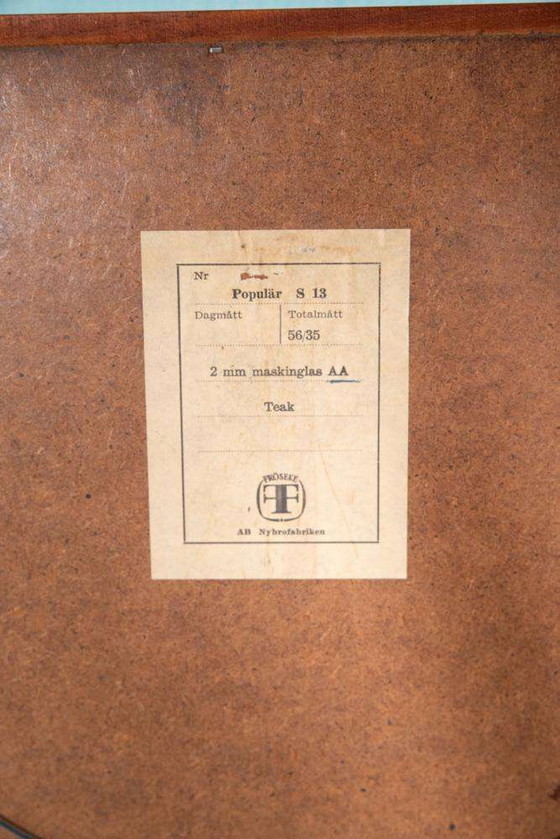 Nr
Populär S 13
Dagmått Totalmått
56/35
2 mm maskinglas AA
Teak
FRÖSEKE
F
AB Nybrofabriken